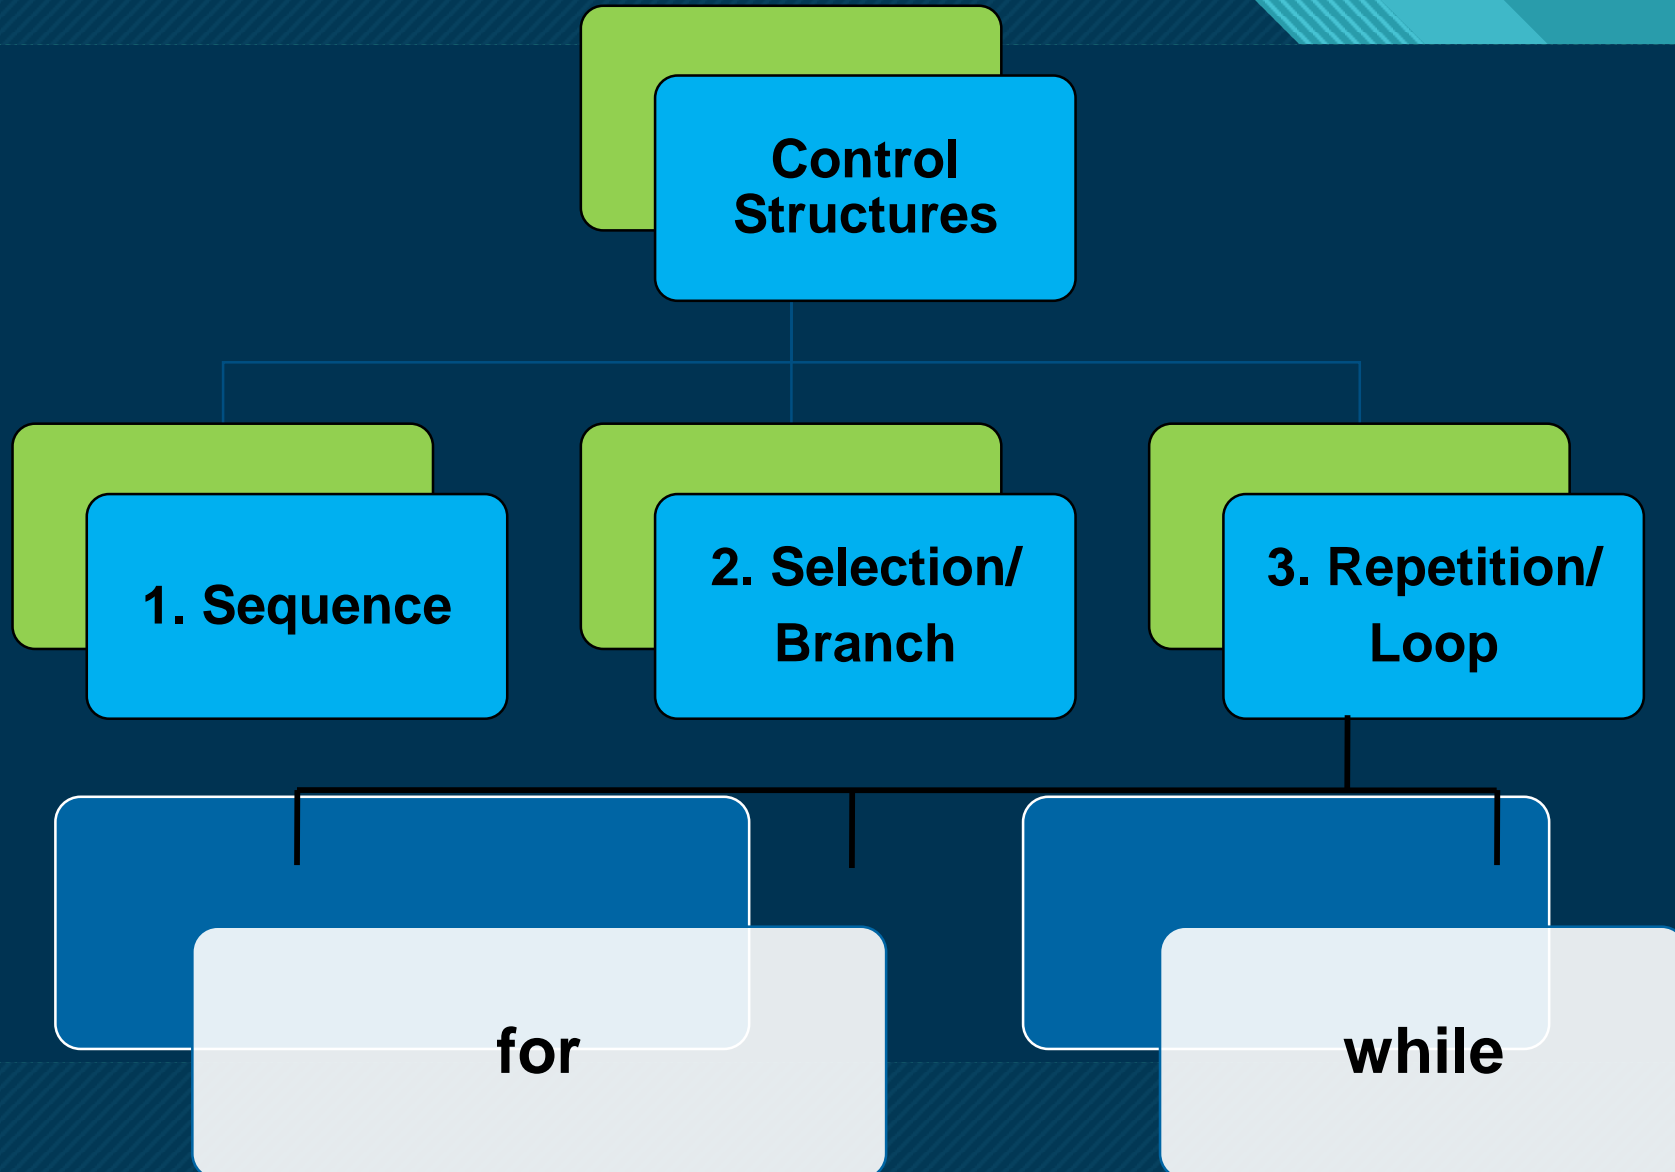 Control
Structures
1. Sequence
2. Selection/
Branch
3. Repetition/
Loop
for
while